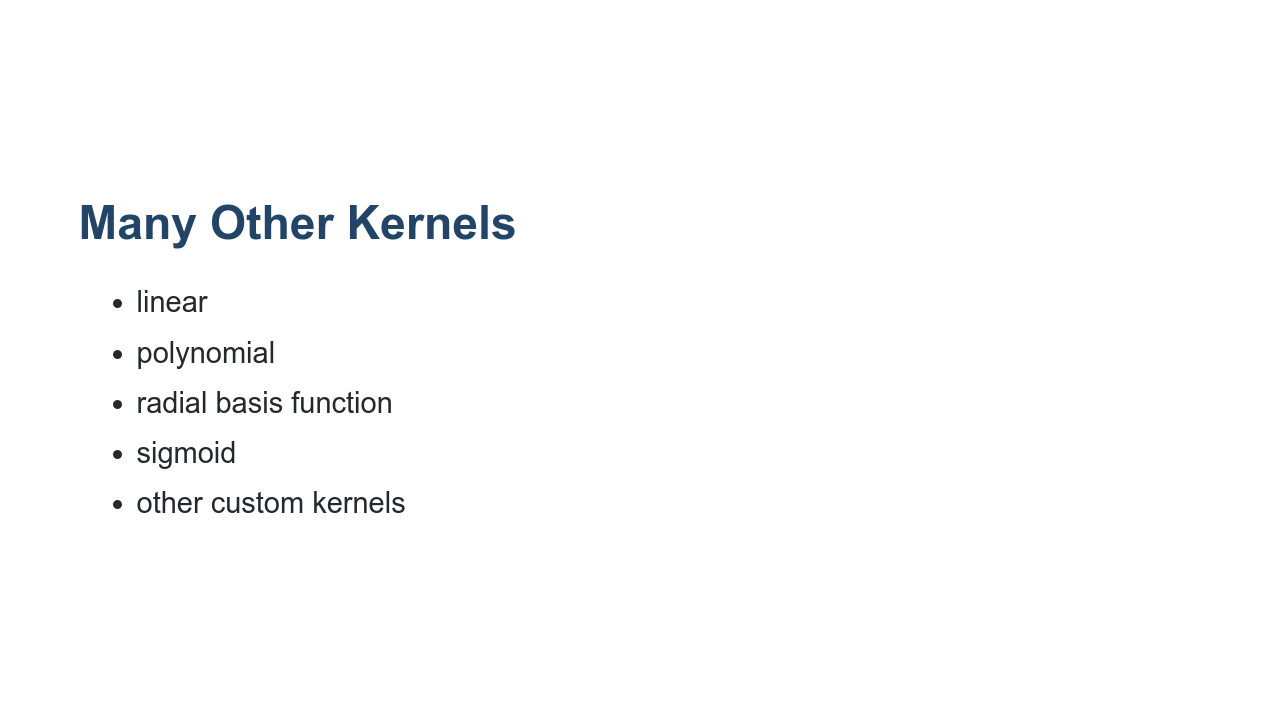 Many Other Kernels
• linear
• polynomial
• radial basis function
• sigmoid
• other custom kernels